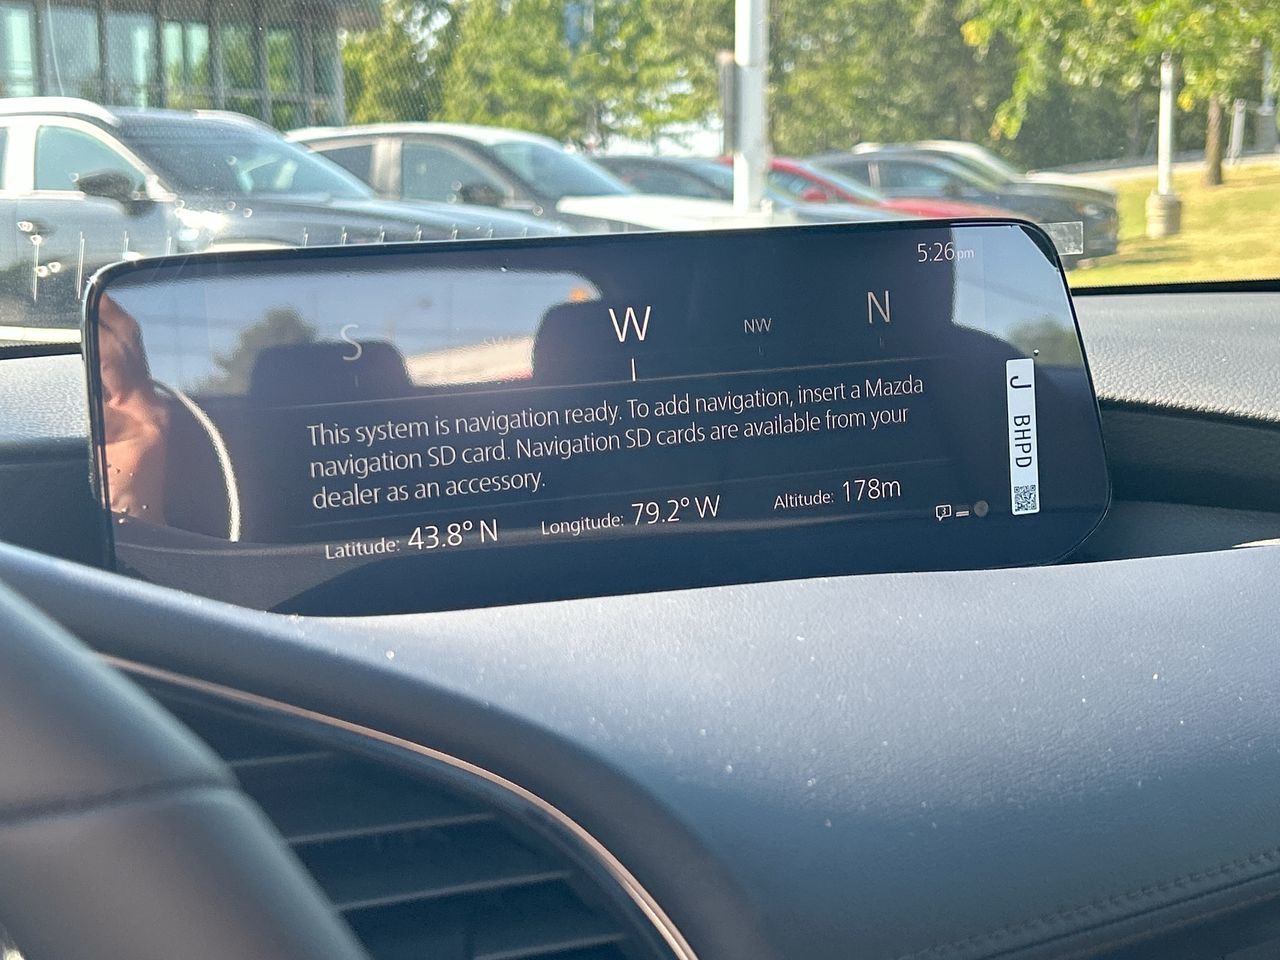 5:26 pm
S W NW N
This system is navigation ready. To add navigation, insert a Mazda
navigation SD card. Navigation SD cards are available from your
dealer as an accessory.
Latitude: 43.8° N Longitude: 79.2° W Altitude: 178m
3
J BHPD